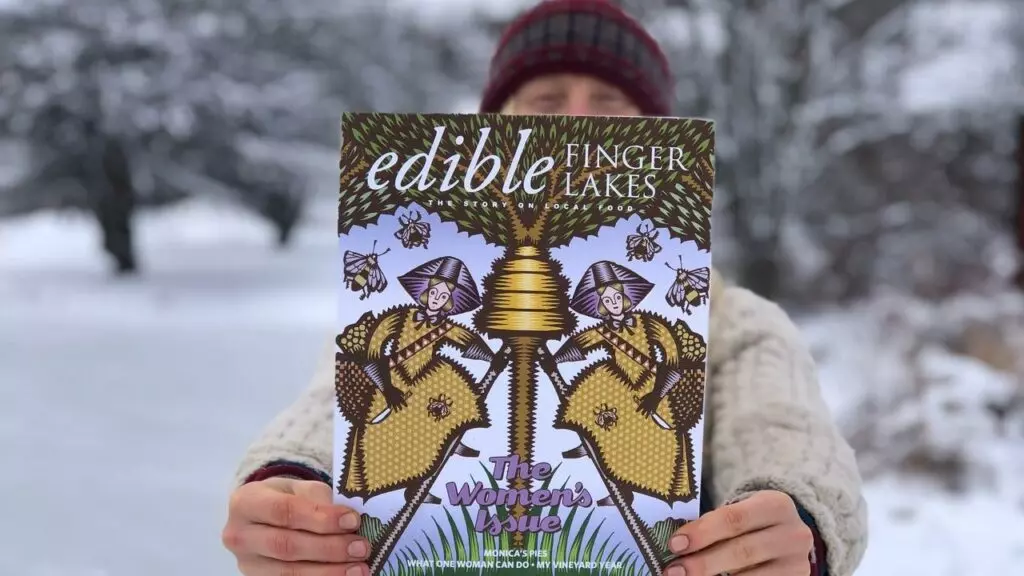 edible FINGER
LAKES
THE STORY ON LOCAL FOOD
The
Women's
Issue
MONICA'S PIES
WHAT ONE WOMAN CAN DO • MY VINEYARD YEAR